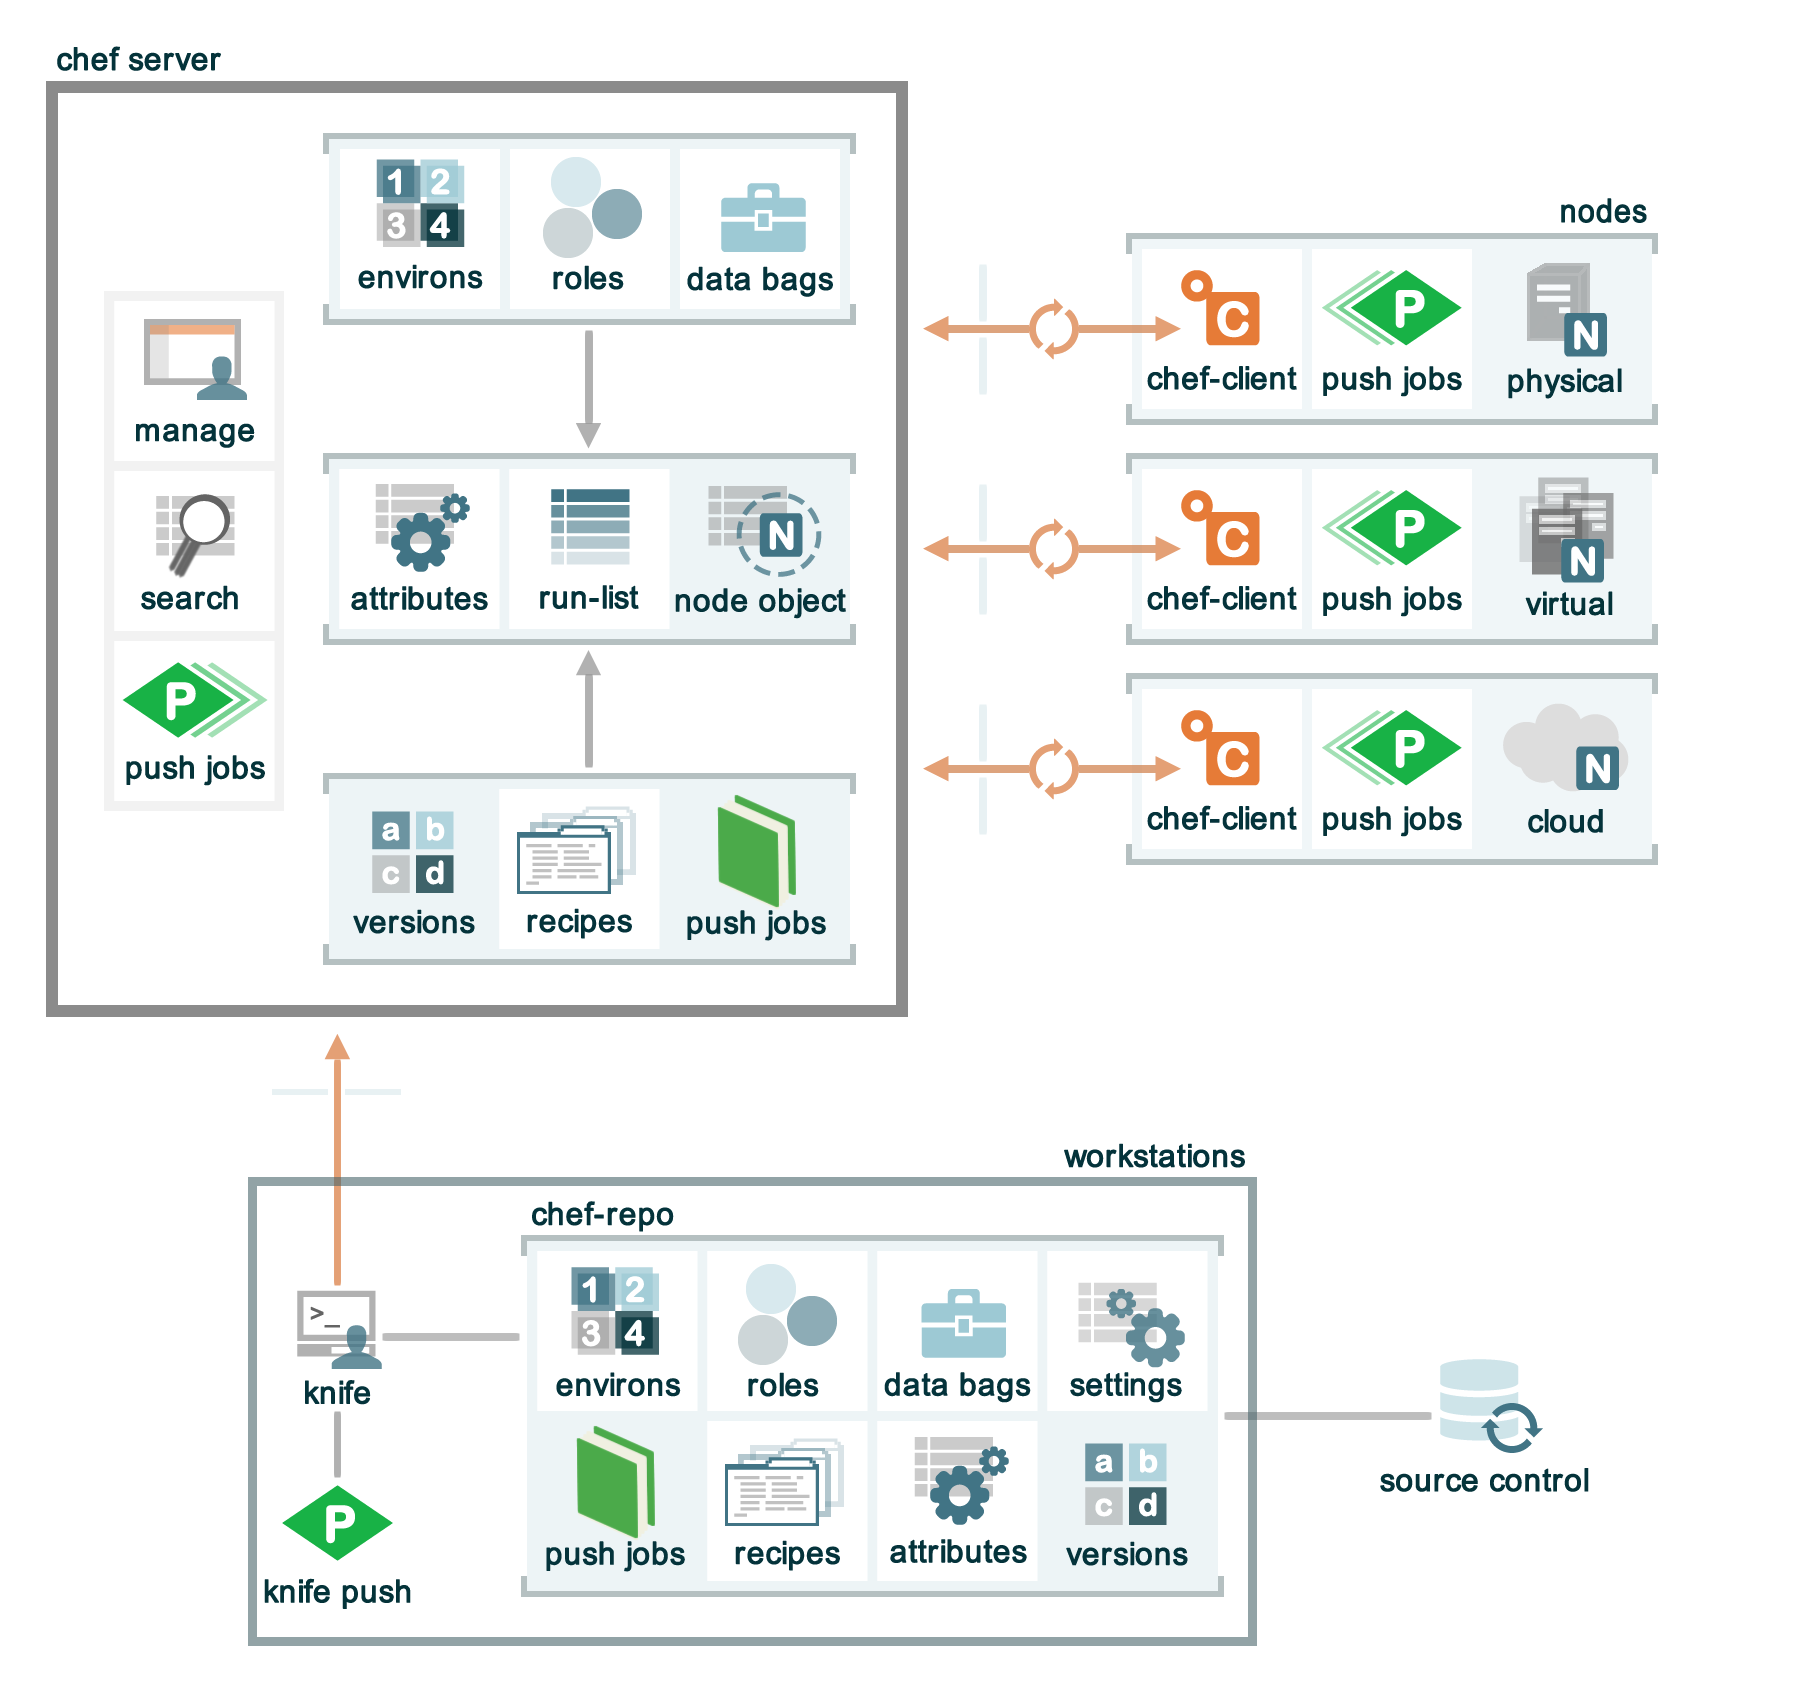 chef server
1 2
3 4
environs
roles
data bags
manage
search
P
push jobs
attributes
run-list
N
node object
a b
c d
versions
recipes
push jobs
nodes
C
chef-client
P
push jobs
N
physical
C
chef-client
P
push jobs
N
virtual
C
chef-client
P
push jobs
N
cloud
workstations
>_
knife
P
knife push
chef-repo
1 2
3 4
environs
roles
data bags
settings
push jobs
recipes
attributes
a b
c d
versions
source control